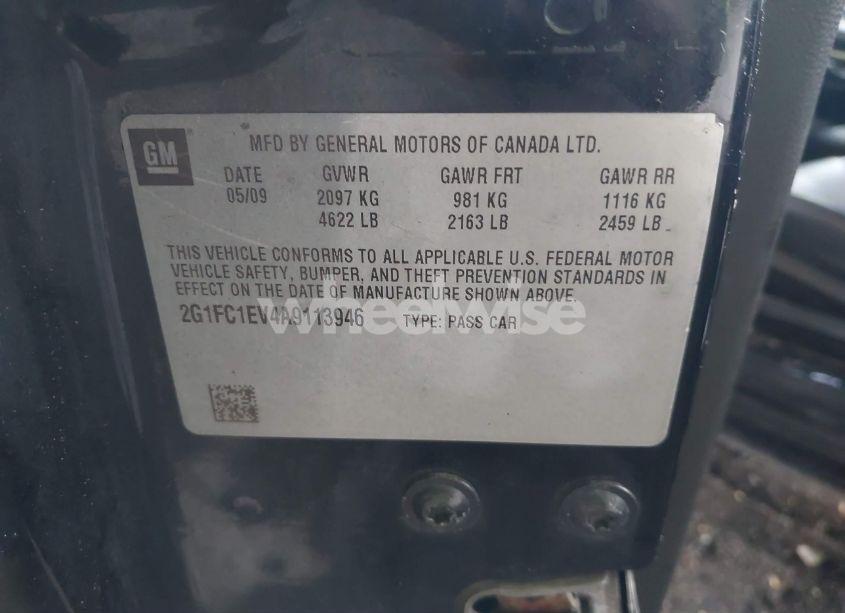 GM
MFD BY GENERAL MOTORS OF CANADA LTD.
DATE GVWR GAWR FRT GAWR RR
05/09 2097 KG 981 KG 1116 KG
4622 LB 2163 LB 2459 LB
THIS VEHICLE CONFORMS TO ALL APPLICABLE U.S. FEDERAL MOTOR
VEHICLE SAFETY, BUMPER, AND THEFT PREVENTION STANDARDS IN
EFFECT ON THE DATE OF MANUFACTURE SHOWN ABOVE.
2G1FC1EV4A9113946 TYPE: PASS CAR
wheelwise